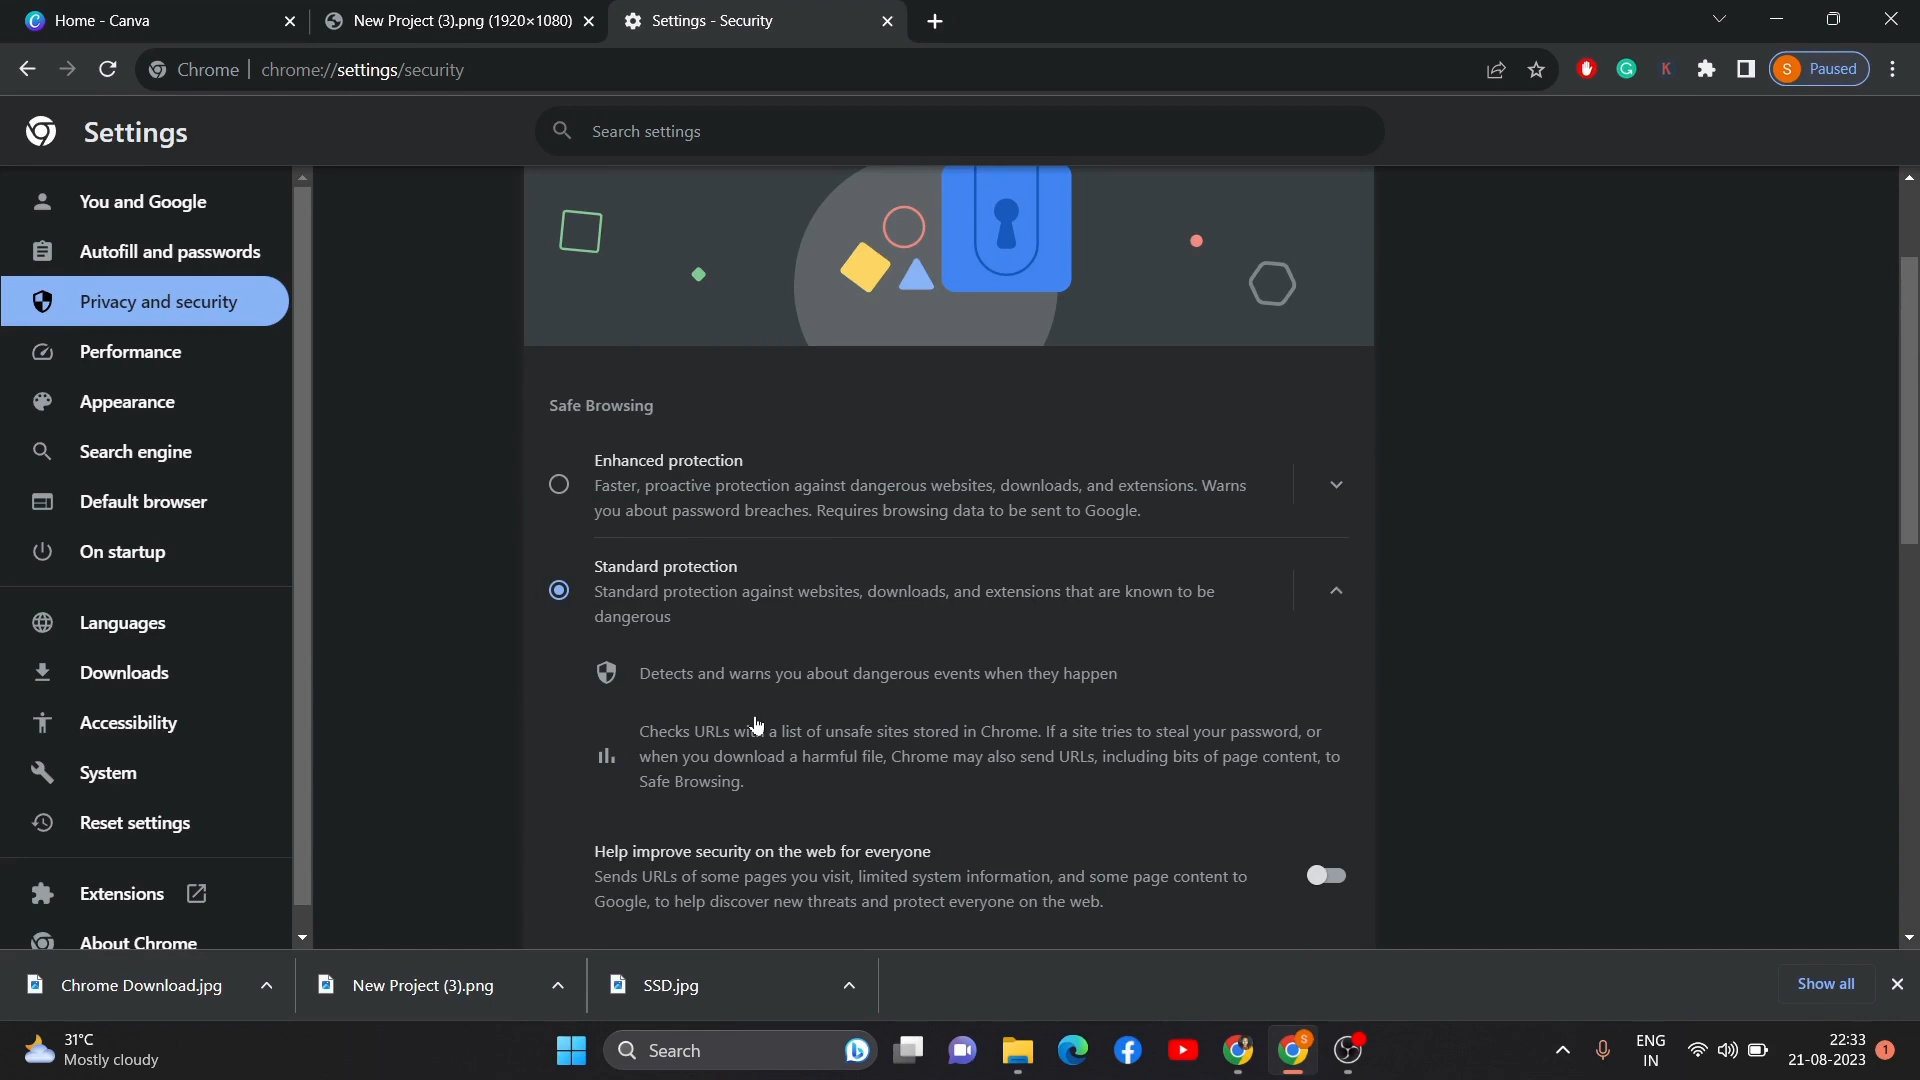 Home - Canva
New Project (3).png (1920×1080)
Settings - Security
Chrome
chrome://settings/security
K
S Paused
Settings
Search settings
You and Google
Autofill and passwords
Privacy and security
Performance
Appearance
Search engine
Default browser
On startup
Languages
Downloads
Accessibility
System
Reset settings
Extensions
About Chrome
Safe Browsing
Enhanced protection
Faster, proactive protection against dangerous websites, downloads, and extensions. Warns
you about password breaches. Requires browsing data to be sent to Google.
Standard protection
Standard protection against websites, downloads, and extensions that are known to be
dangerous
Detects and warns you about dangerous events when they happen
Checks URLs with a list of unsafe sites stored in Chrome. If a site tries to steal your password, or
when you download a harmful file, Chrome may also send URLs, including bits of page content, to
Safe Browsing.
Help improve security on the web for everyone
Sends URLs of some pages you visit, limited system information, and some page content to
Google, to help discover new threats and protect everyone on the web.
Chrome Download.jpg
New Project (3).png
SSD.jpg
Show all
31°C
Mostly cloudy
Search
S
ENG
IN
22:33
21-08-2023
1